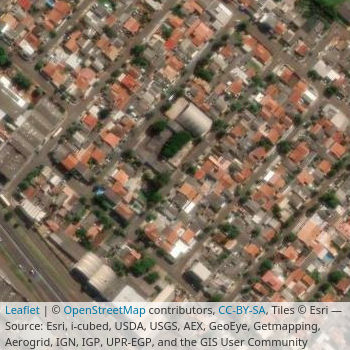 Leaflet | © OpenStreetMap contributors, CC-BY-SA, Tiles © Esri —
Source: Esri, i-cubed, USDA, USGS, AEX, GeoEye, Getmapping,
Aerogrid, IGN, IGP, UPR-EGP, and the GIS User Community